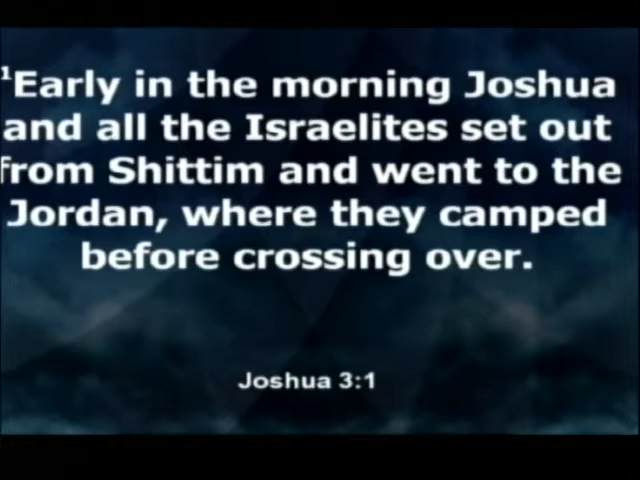 ¹Early in the morning Joshua
and all the Israelites set out
from Shittim and went to the
Jordan, where they camped
before crossing over.
Joshua 3:1